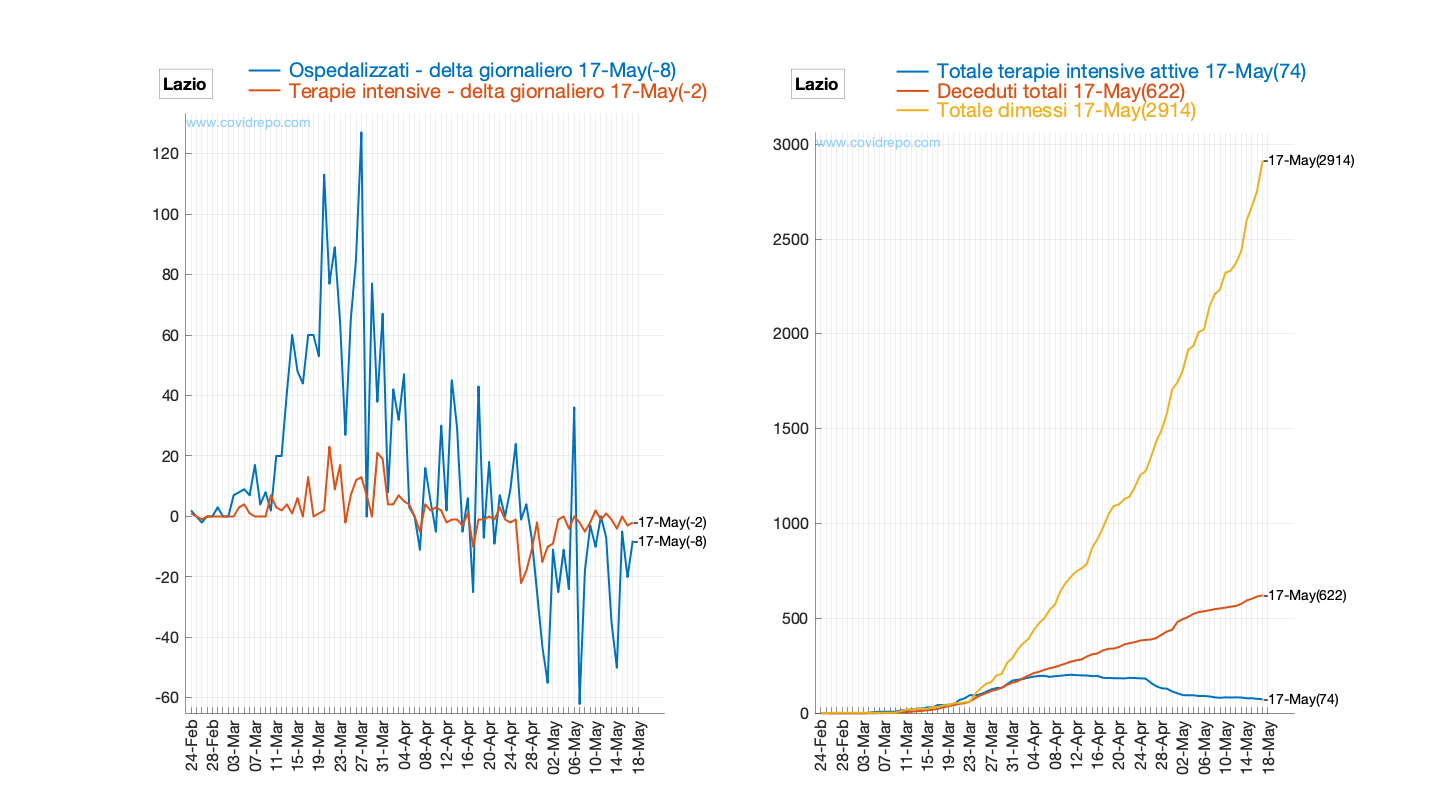 Lazio
Ospedalizzati - delta giornaliero 17-May(-8)
Terapie intensive - delta giornaliero 17-May(-2)
www.covidrepo.com
120
100
80
60
40
20
0
-20
-40
-60
-17-May(-2)
-17-May(-8)
24-Feb
28-Feb
03-Mar
07-Mar
11-Mar
15-Mar
19-Mar
23-Mar
27-Mar
31-Mar
04-Apr
08-Apr
12-Apr
16-Apr
20-Apr
24-Apr
28-Apr
02-May
06-May
10-May
14-May
18-May
Lazio
Totale terapie intensive attive 17-May(74)
Deceduti totali 17-May(622)
Totale dimessi 17-May(2914)
www.covidrepo.com
3000
2500
2000
1500
1000
500
0
-17-May(2914)
-17-May(622)
-17-May(74)
24-Feb
28-Feb
03-Mar
07-Mar
11-Mar
15-Mar
19-Mar
23-Mar
27-Mar
31-Mar
04-Apr
08-Apr
12-Apr
16-Apr
20-Apr
24-Apr
28-Apr
02-May
06-May
10-May
14-May
18-May